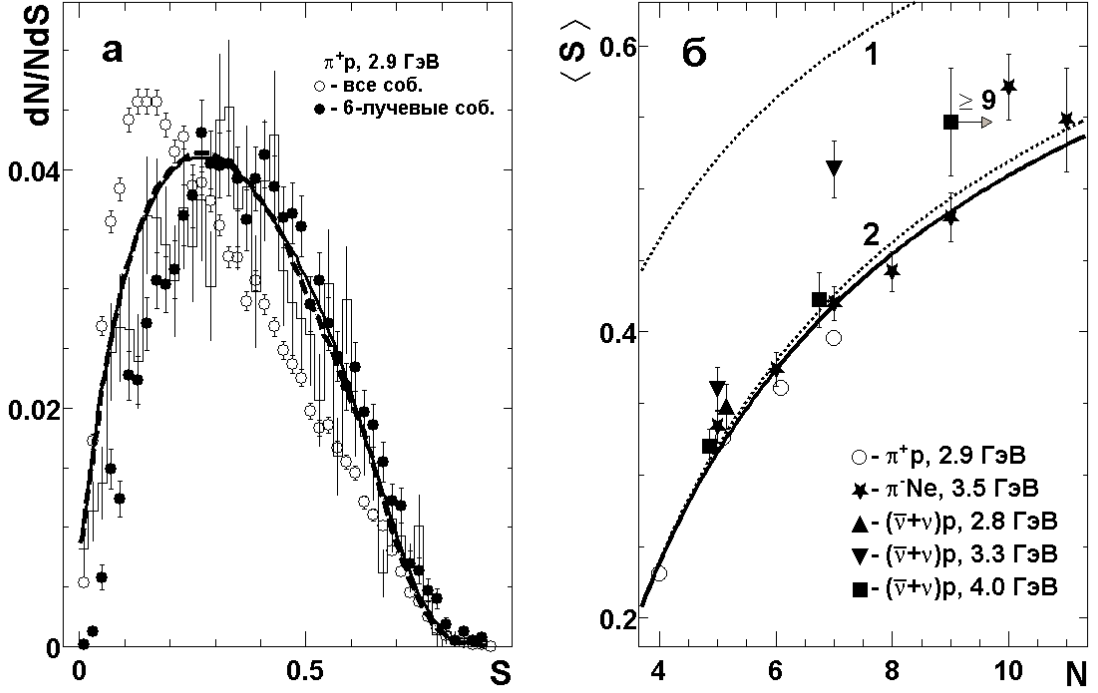 dN/NdS
а
π⁺p, 2.9 ГэВ
- все соб.
- 6-лучевые соб.
0.04
0.02
0
0
0.5
S
⟨S⟩
б
1
≥ 9
2
0.6
0.4
0.2
- π⁺p, 2.9 ГэВ
- π⁻Ne, 3.5 ГэВ
- (ν̅+ν)p, 2.8 ГэВ
- (ν̅+ν)p, 3.3 ГэВ
- (ν̅+ν)p, 4.0 ГэВ
4
6
8
10
N